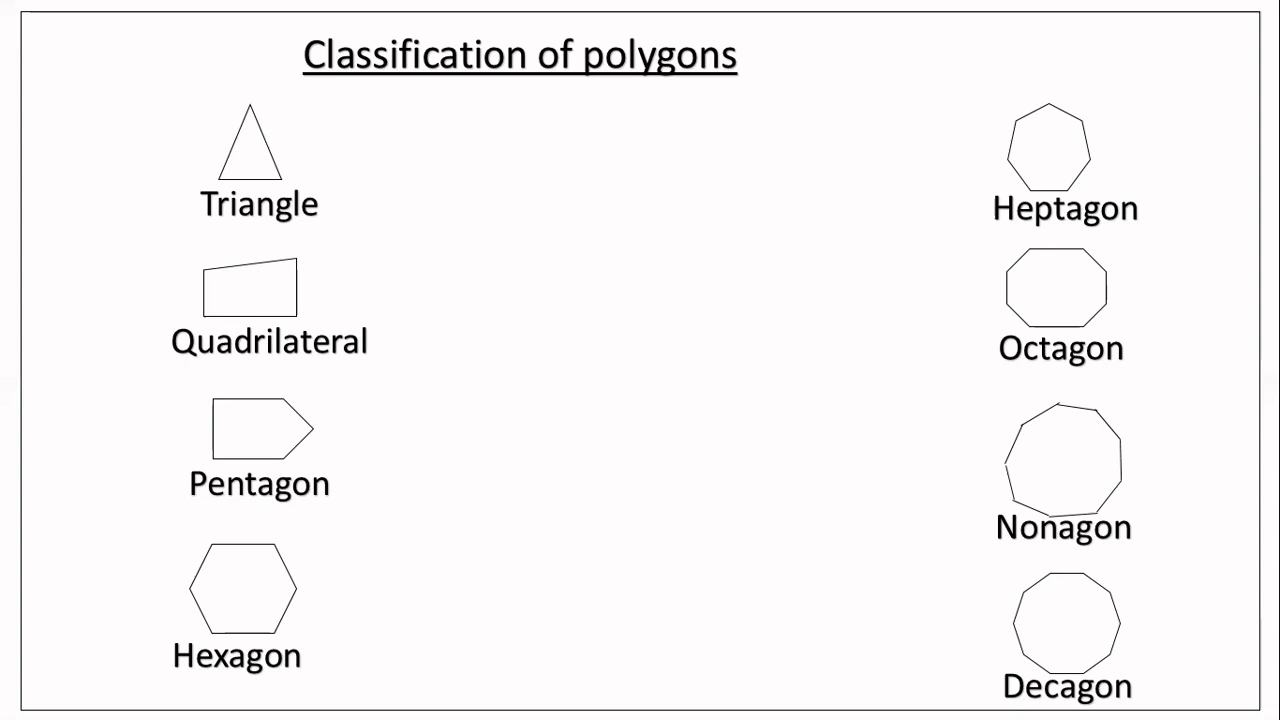 Classification of polygons
Triangle
Quadrilateral
Pentagon
Hexagon
Heptagon
Octagon
Nonagon
Decagon